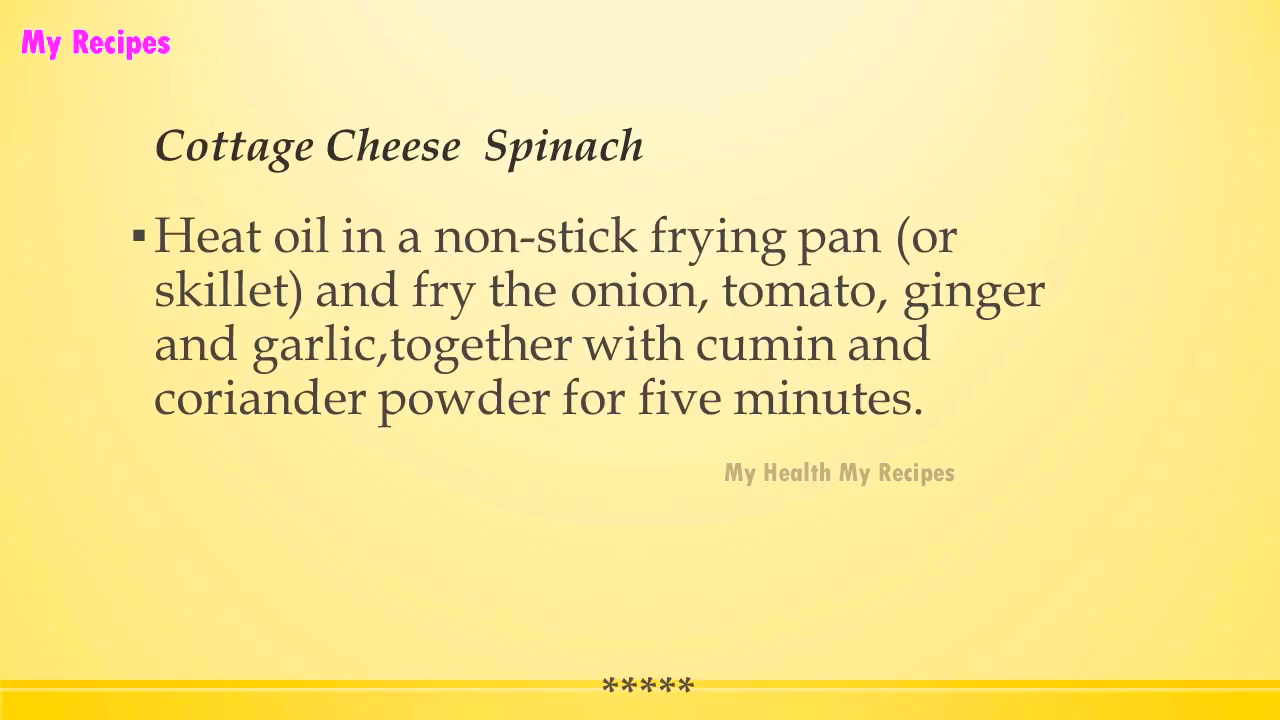 My Recipes
Cottage Cheese  Spinach
▪Heat oil in a non-stick frying pan (or
skillet) and fry the onion, tomato, ginger
and garlic,together with cumin and
coriander powder for five minutes.
My Health My Recipes
*****